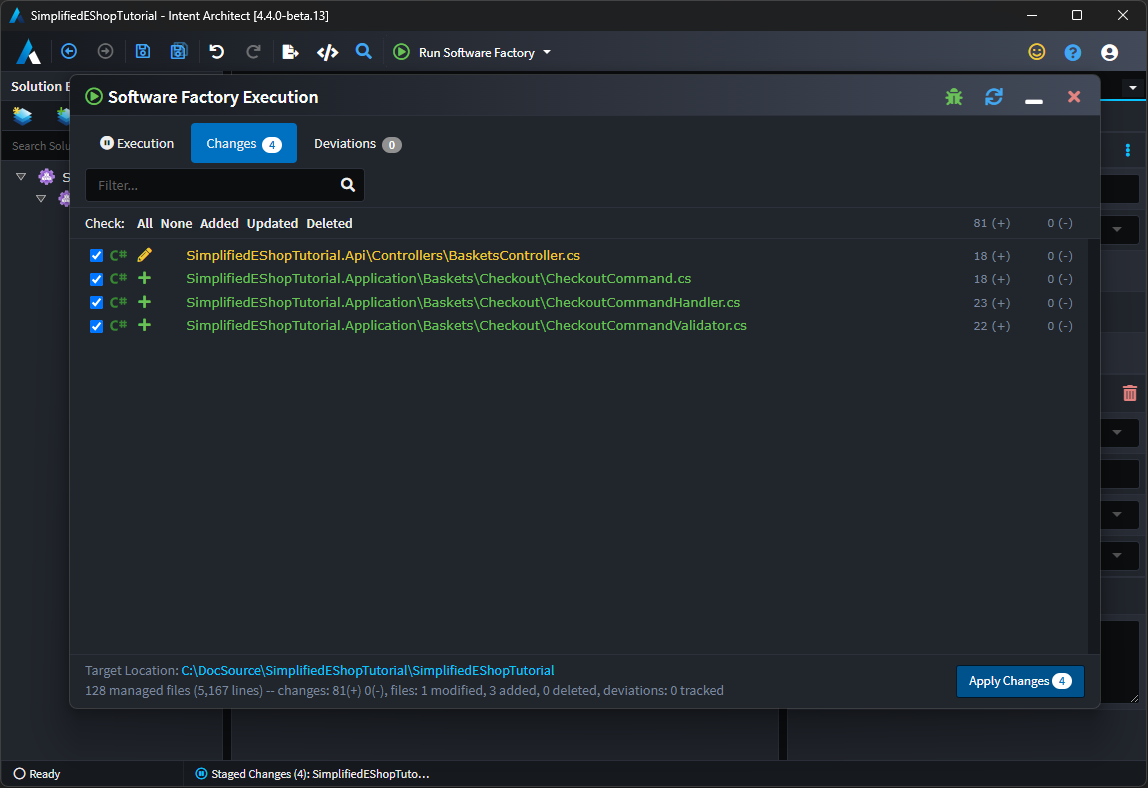 SimplifiedEShopTutorial - Intent Architect [4.4.0-beta.13]
Run Software Factory
Solution E
Software Factory Execution
Execution
Changes 4
Deviations 0
Search Solu
Filter...
S
Check: All None Added Updated Deleted 81 (+) 0 (-)
C# SimplifiedEShopTutorial.Api\Controllers\BasketsController.cs 18 (+) 0 (-)
C# SimplifiedEShopTutorial.Application\Baskets\Checkout\CheckoutCommand.cs 18 (+) 0 (-)
C# SimplifiedEShopTutorial.Application\Baskets\Checkout\CheckoutCommandHandler.cs 23 (+) 0 (-)
C# SimplifiedEShopTutorial.Application\Baskets\Checkout\CheckoutCommandValidator.cs 22 (+) 0 (-)
Target Location: C:\DocSource\SimplifiedEShopTutorial\SimplifiedEShopTutorial
128 managed files (5,167 lines) -- changes: 81(+) 0(-), files: 1 modified, 3 added, 0 deleted, deviations: 0 tracked
Apply Changes 4
Ready
Staged Changes (4): SimplifiedEShopTuto...